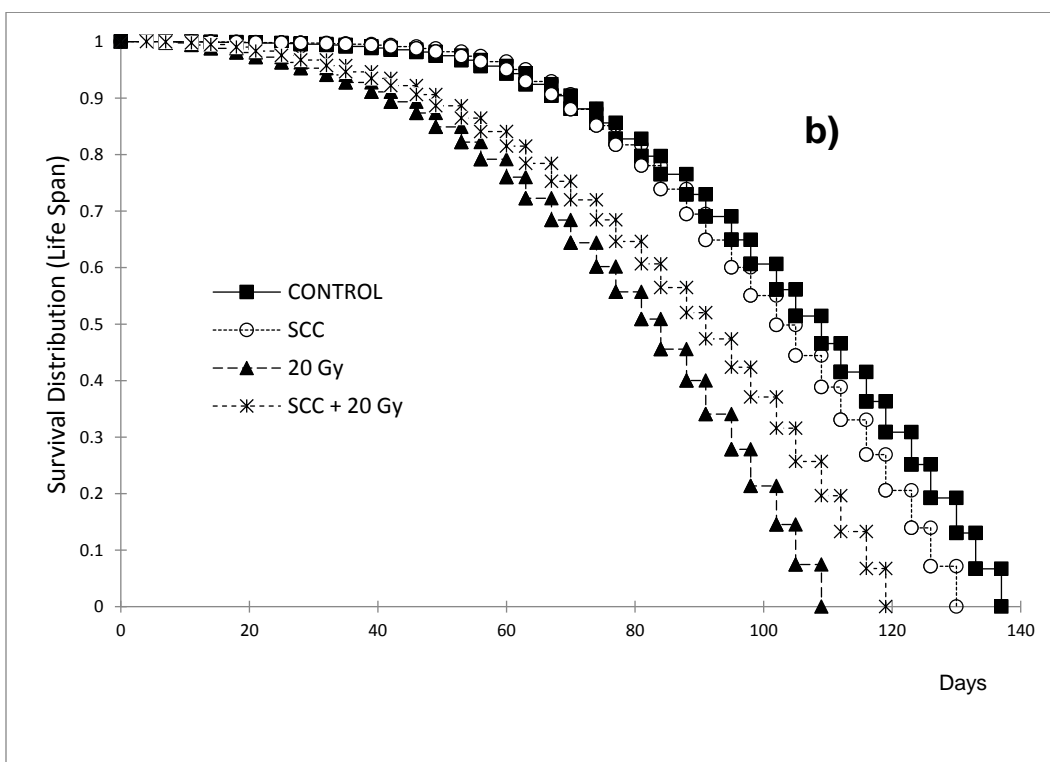 b)
Survival Distribution (Life Span)
1
0.9
0.8
0.7
0.6
0.5
0.4
0.3
0.2
0.1
0
CONTROL
SCC
20 Gy
SCC + 20 Gy
0 20 40 60 80 100 120 140
Days